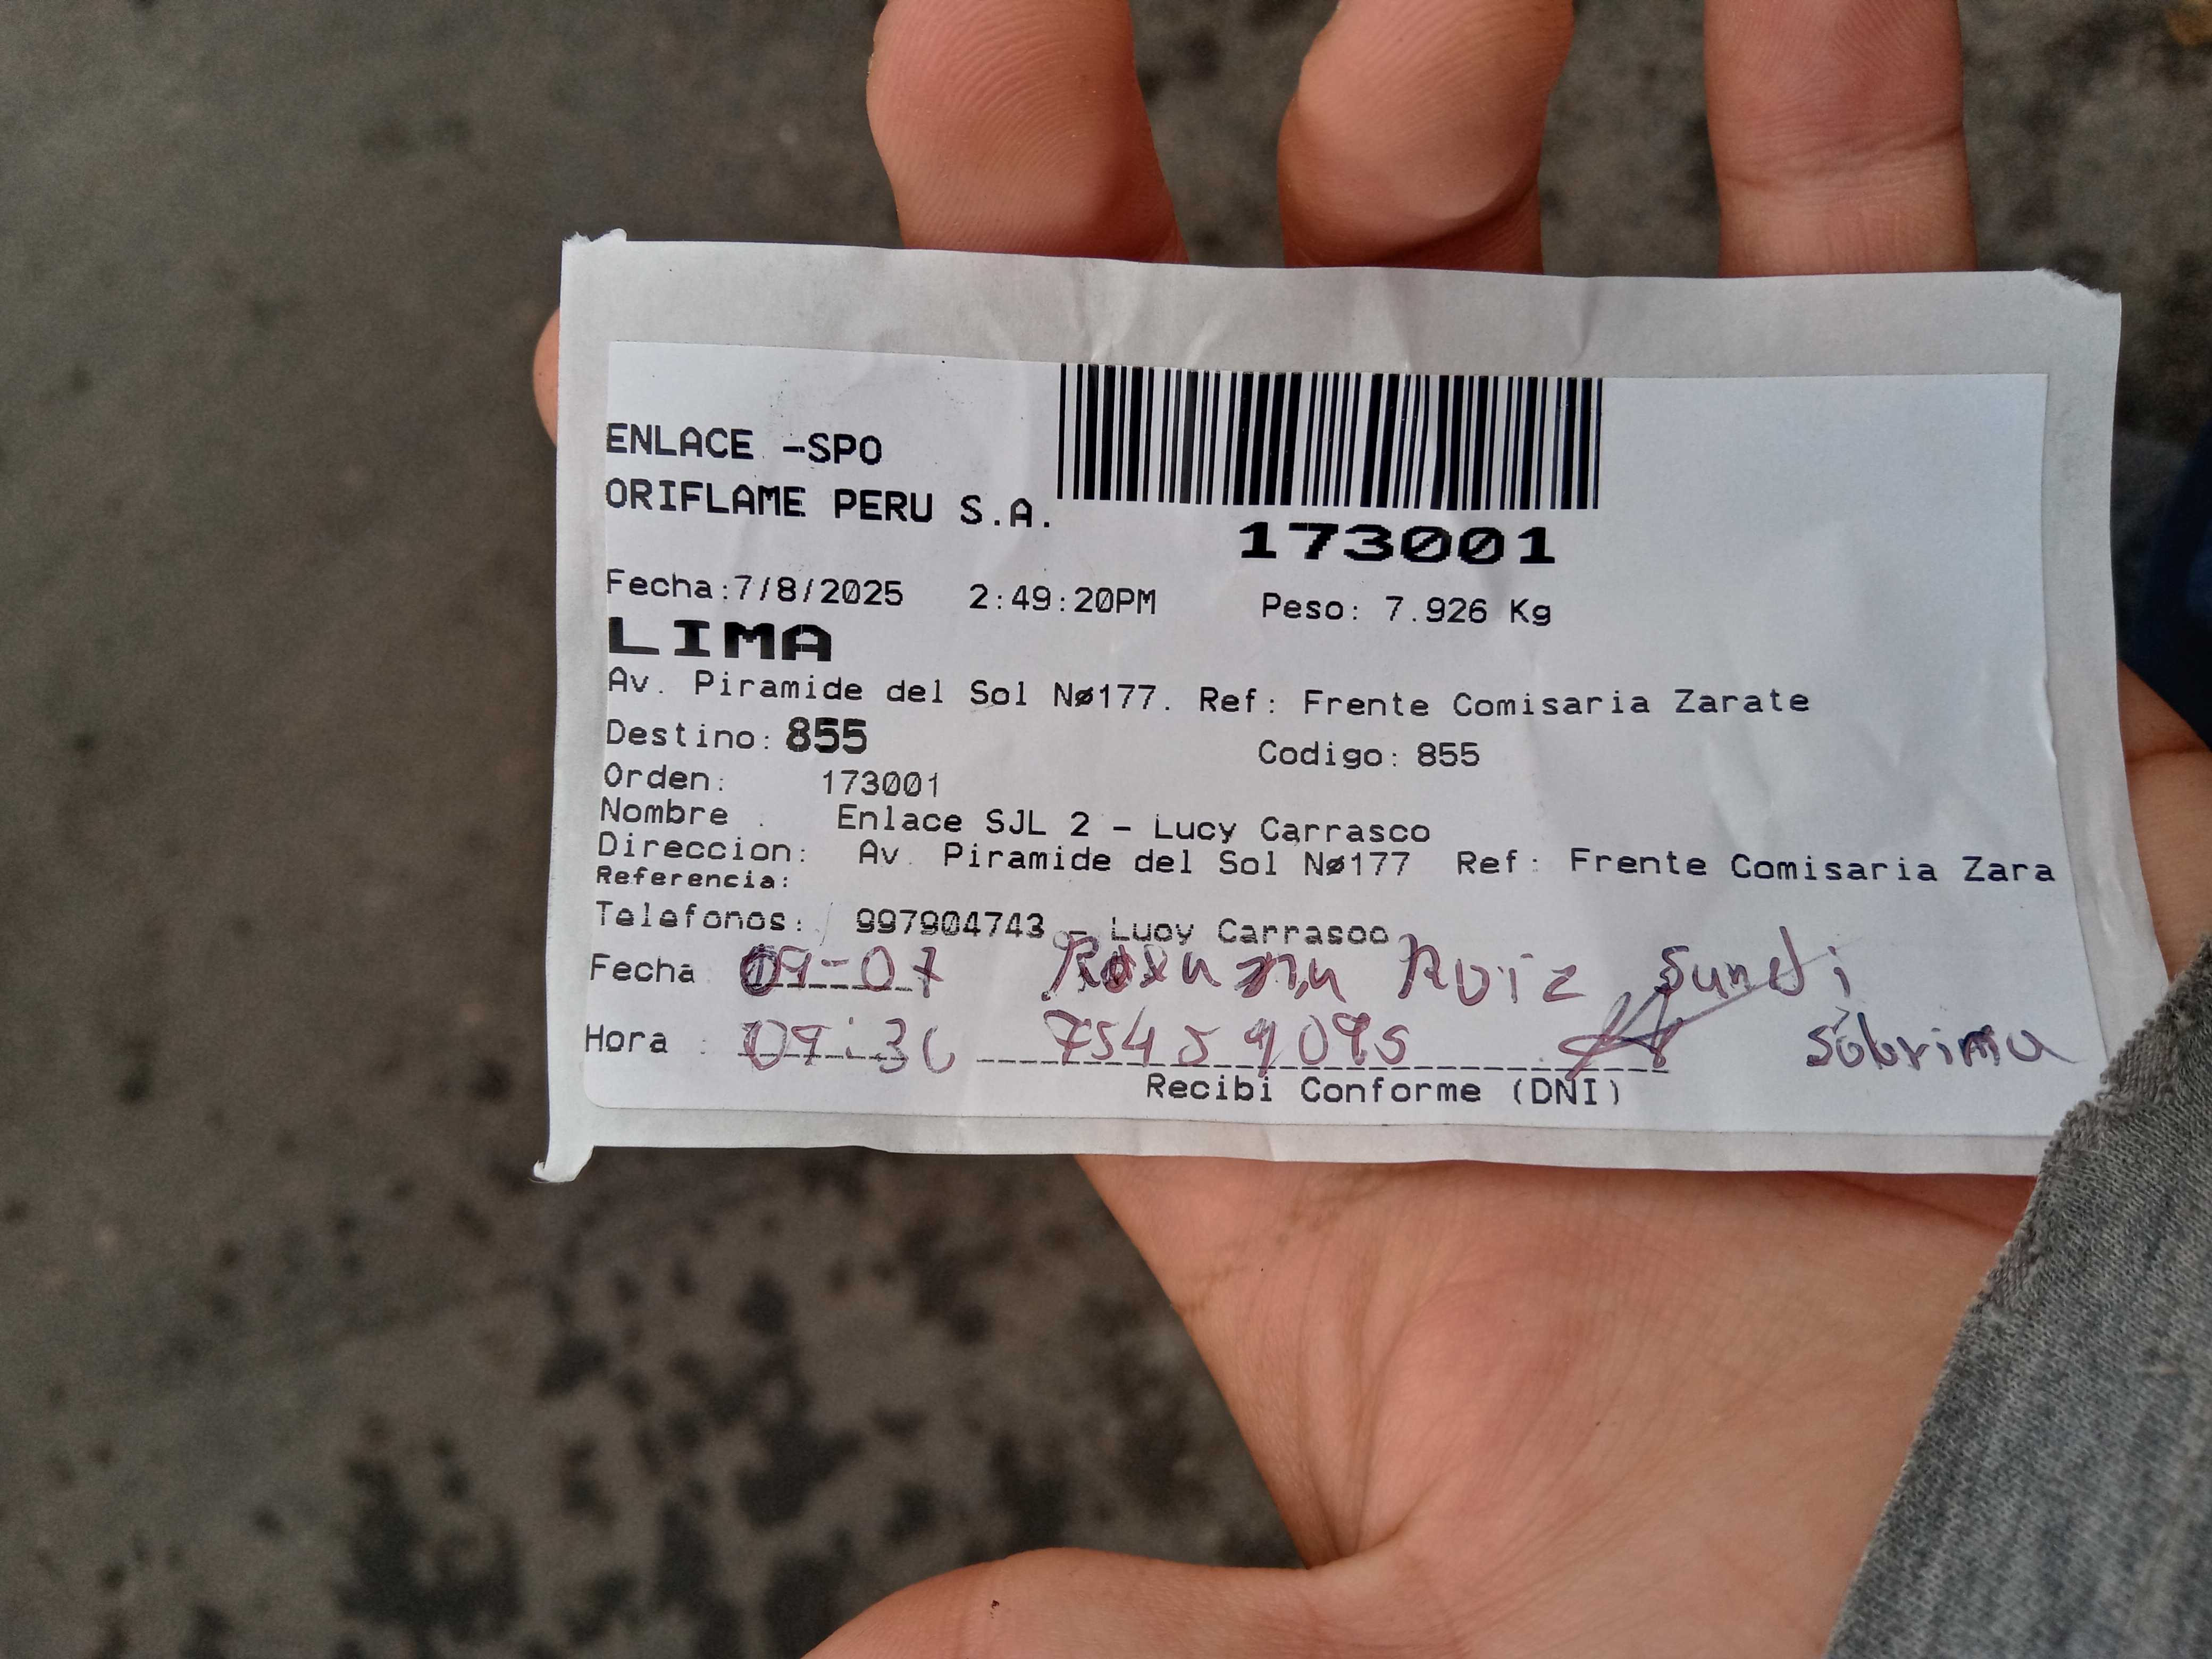 ENLACE -SPO
ORIFLAME PERU S.A.
173001
Fecha:7/8/2025 2:49:20PM Peso: 7.926 Kg
LIMA
Av. Piramide del Sol Nø177. Ref: Frente Comisaria Zarate
Destino: 855 Codigo: 855
Orden: 173001
Nombre : Enlace SJL 2 - Lucy Carrasco
Direccion: Av. Piramide del Sol Nø177 Ref: Frente Comisaria Zara
Referencia:
Telefonos: / 997904743 - Lucy Carrasco
Fecha 09-07 Ruiz
Hora : 09:30 sobrina
Recibi Conforme (DNI)